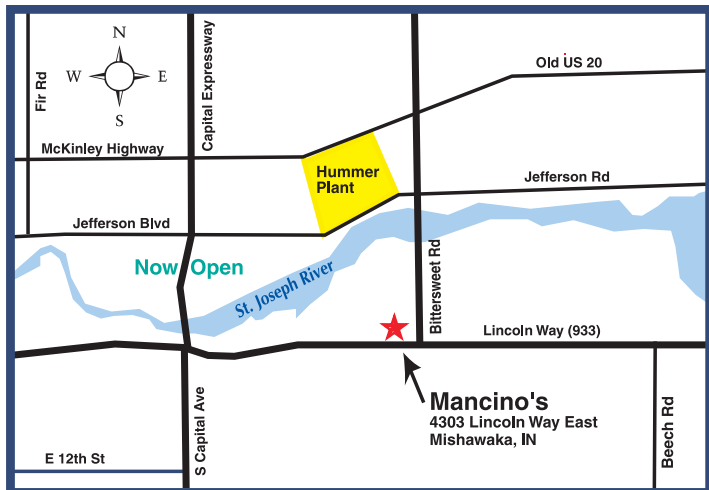 N
W E
S
Fir Rd
Capital Expressway
Old US 20
McKinley Highway
Hummer
Plant
Jefferson Rd
Jefferson Blvd
Now Open
St. Joseph River
Bittersweet Rd
Lincoln Way (933)
Mancino's
4303 Lincoln Way East
Mishawaka, IN
S Capital Ave
Beech Rd
E 12th St